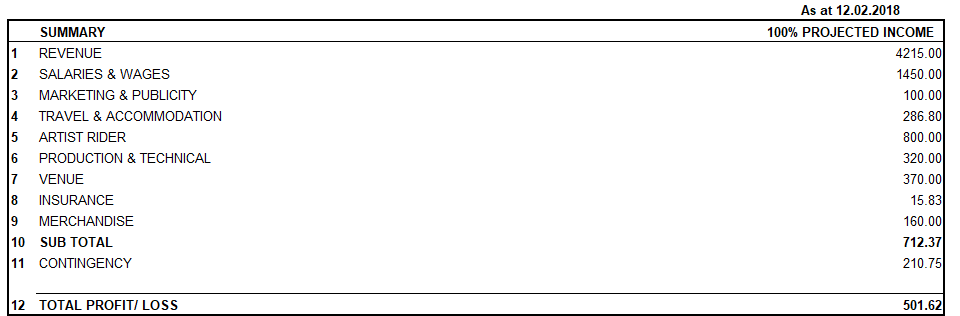 As at 12.02.2018
SUMMARY 100% PROJECTED INCOME
1 REVENUE 4215.00
2 SALARIES & WAGES 1450.00
3 MARKETING & PUBLICITY 100.00
4 TRAVEL & ACCOMMODATION 286.80
5 ARTIST RIDER 800.00
6 PRODUCTION & TECHNICAL 320.00
7 VENUE 370.00
8 INSURANCE 15.83
9 MERCHANDISE 160.00
10 SUB TOTAL 712.37
11 CONTINGENCY 210.75
12 TOTAL PROFIT/ LOSS 501.62